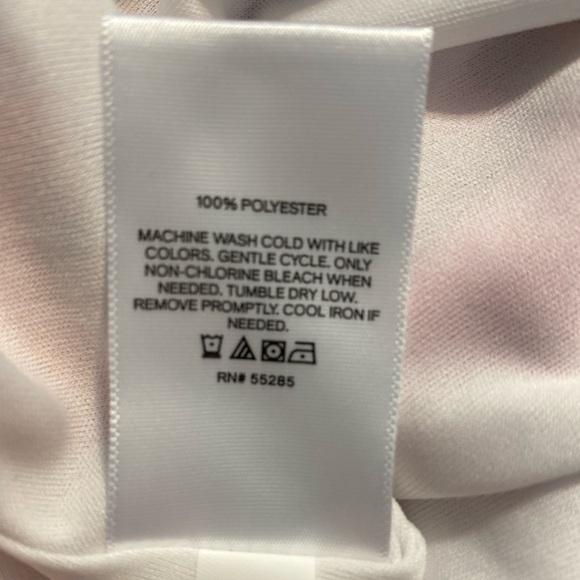 100% POLYESTER
MACHINE WASH COLD WITH LIKE
COLORS. GENTLE CYCLE. ONLY
NON-CHLORINE BLEACH WHEN
NEEDED. TUMBLE DRY LOW.
REMOVE PROMPTLY. COOL IRON IF
NEEDED.
RN# 55285